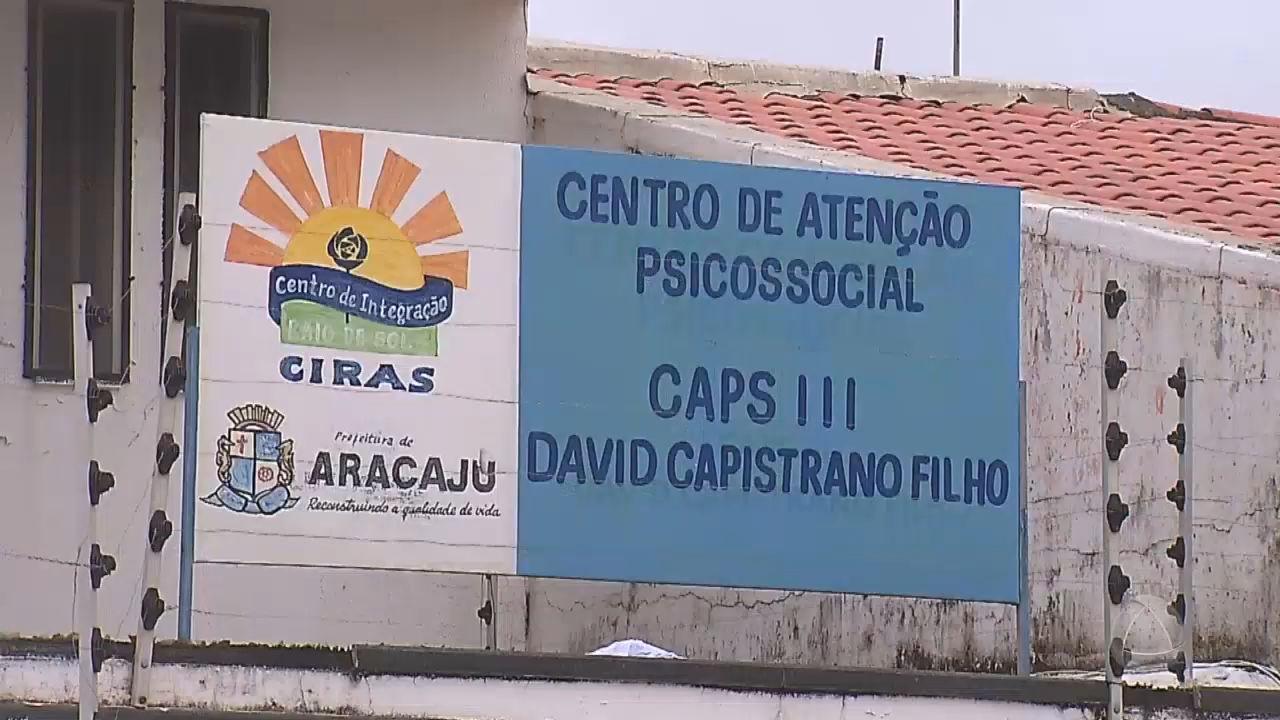 Centro de Integração
RAIO DE SOL
CIRAS
Prefeitura de
ARACAJU
Reconstruindo a qualidade de vida
CENTRO DE ATENÇÃO
PSICOSSOCIAL
CAPS III
DAVID CAPISTRANO FILHO